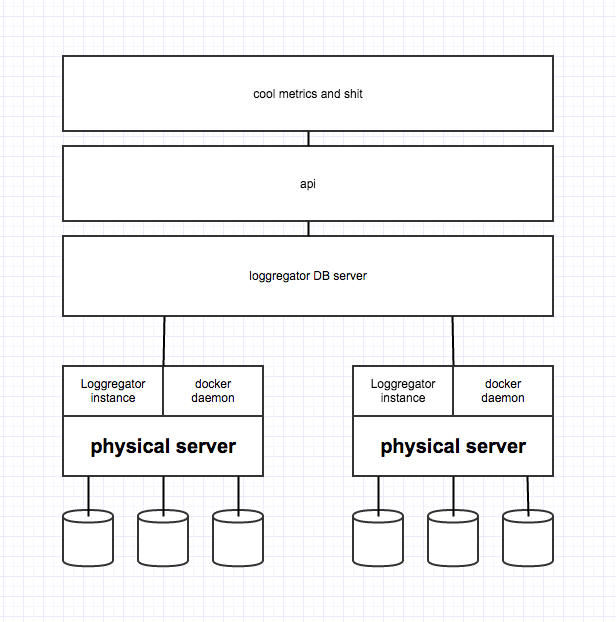 cool metrics and shit
api
loggregator DB server
Loggregator
instance
docker
daemon
physical server
Loggregator
instance
docker
daemon
physical server